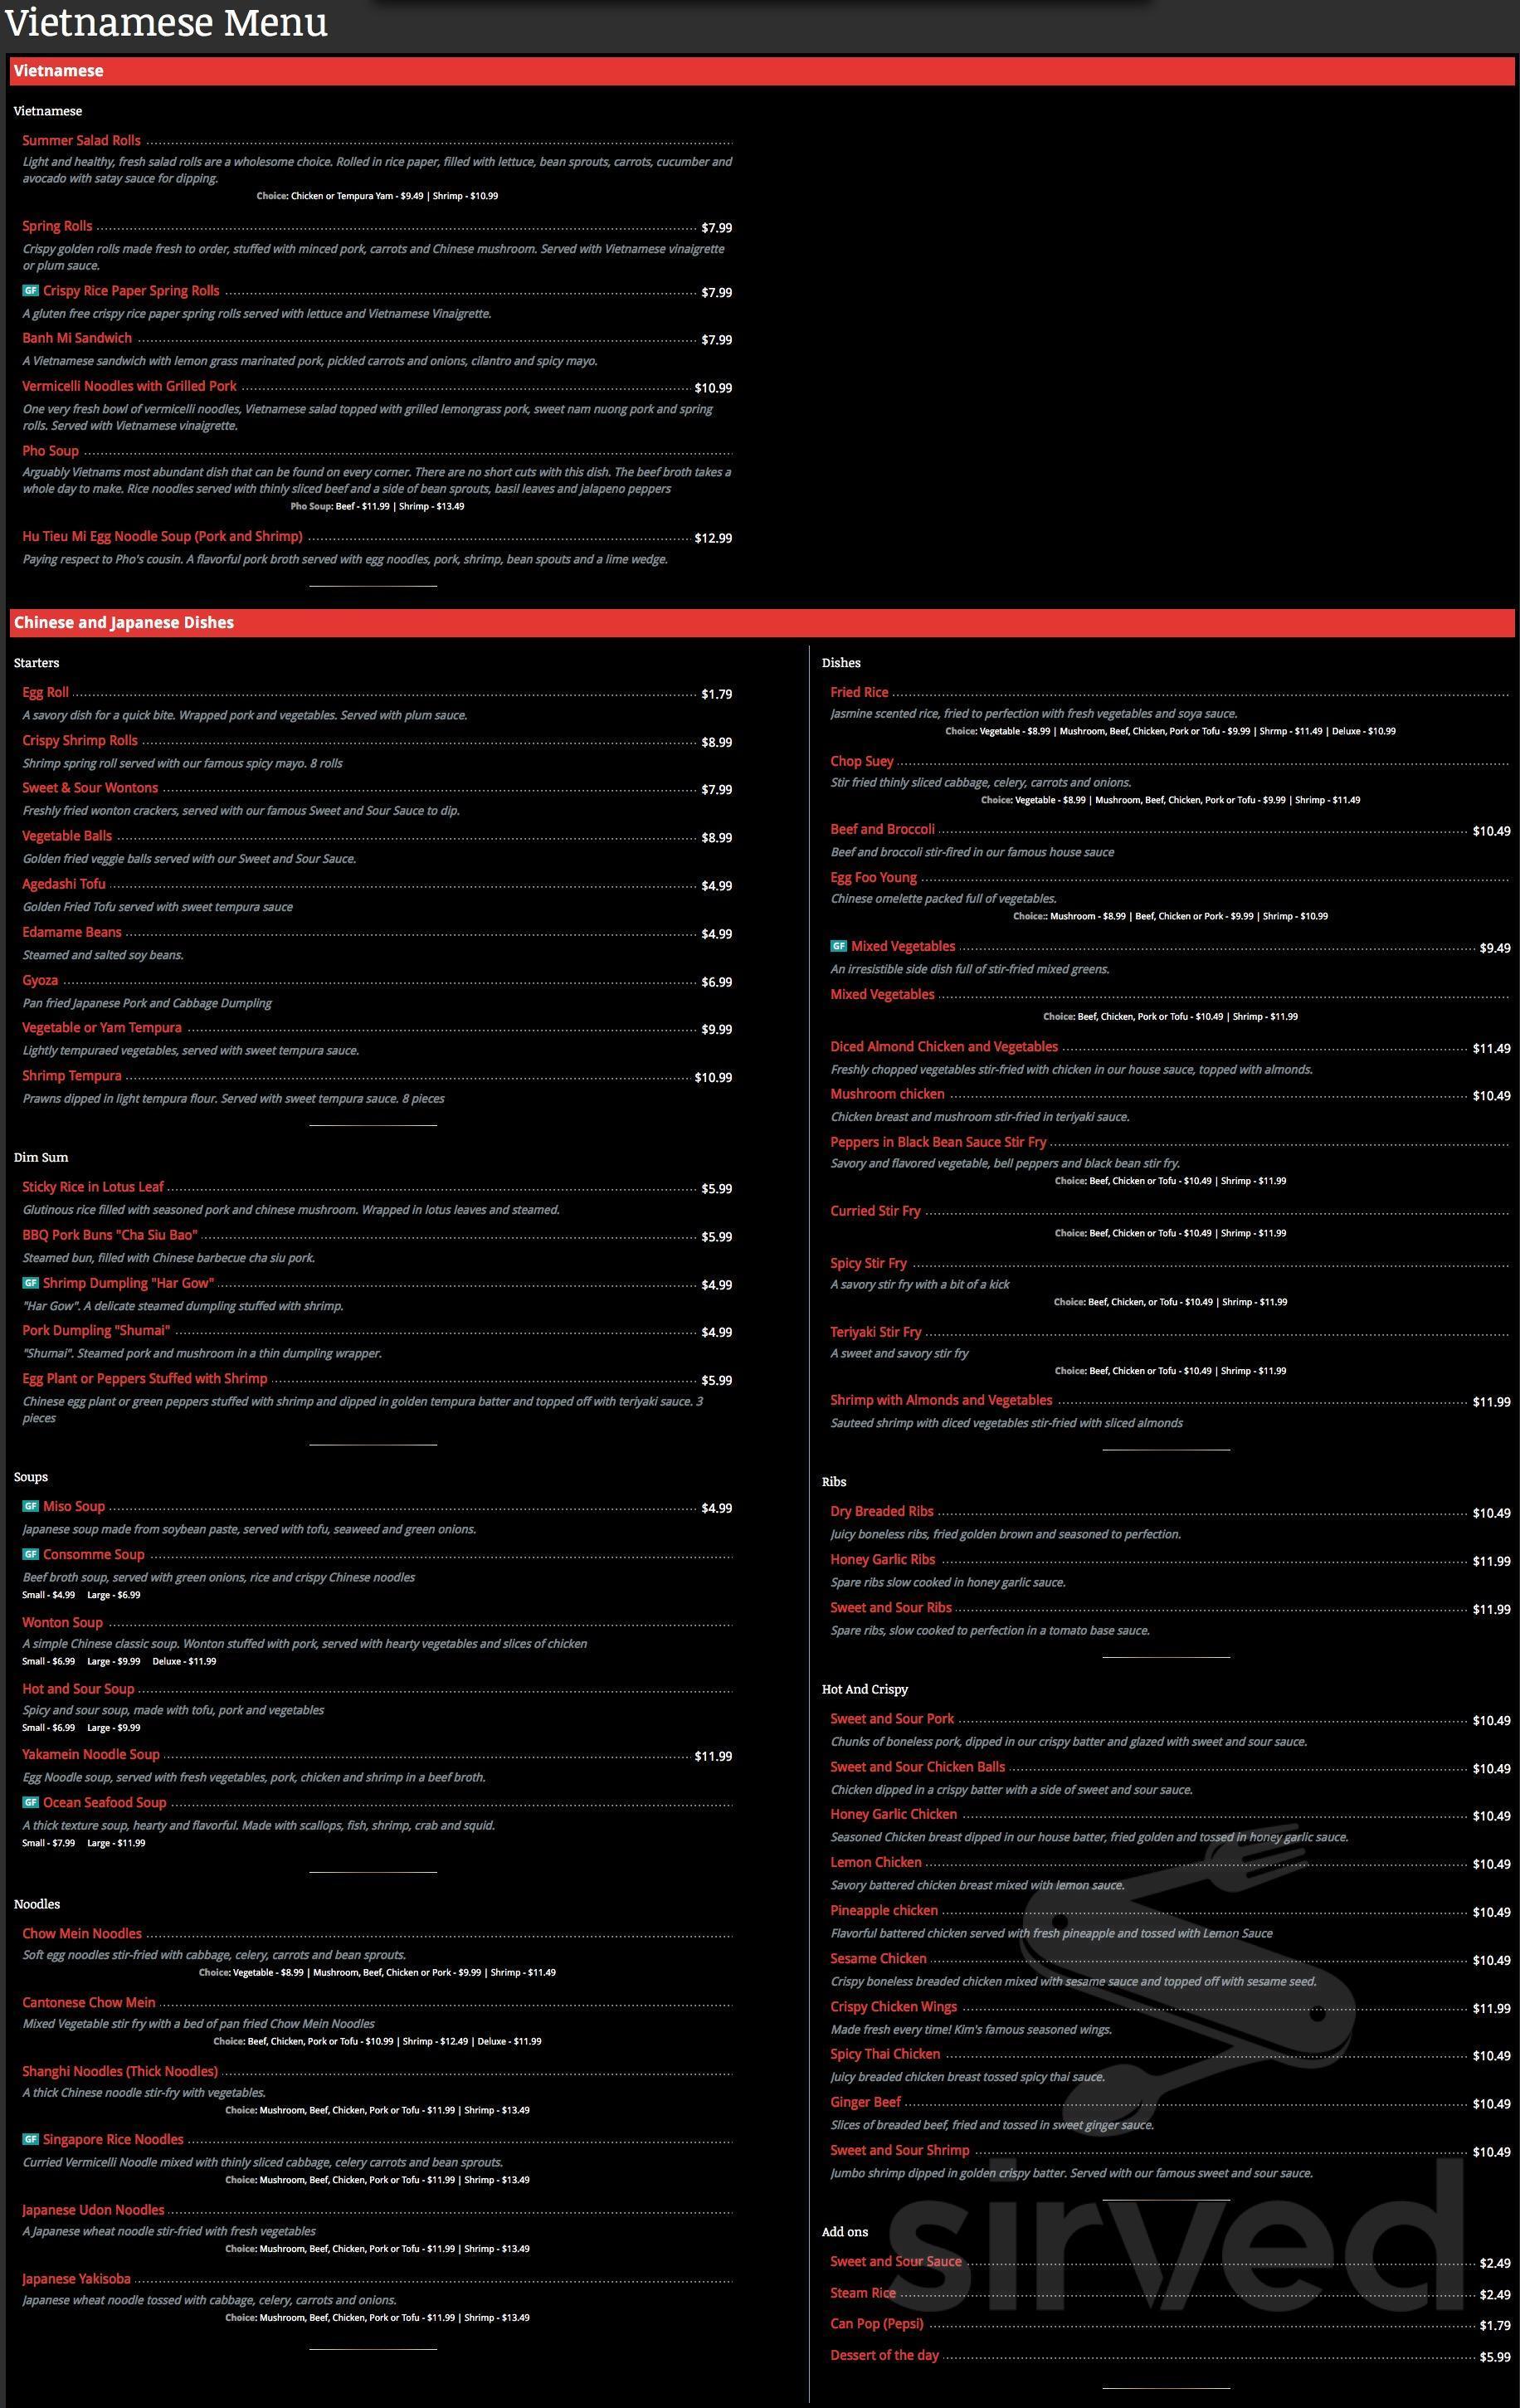 Vietnamese Menu
Vietnamese
Vietnamese
Summer Salad Rolls
Light and healthy, fresh salad rolls are a wholesome choice. Rolled in rice paper, filled with lettuce, bean sprouts, carrots, cucumber and
avocado with satay sauce for dipping.
Choice: Chicken or Tempura Yam - $9.49 | Shrimp - $10.99
Spring Rolls $7.99
Crispy golden rolls made fresh to order, stuffed with minced pork, carrots and Chinese mushroom. Served with Vietnamese vinaigrette
or plum sauce.
GF Crispy Rice Paper Spring Rolls $7.99
A gluten free crispy rice paper spring rolls served with lettuce and Vietnamese Vinaigrette.
Banh Mi Sandwich $7.99
A Vietnamese sandwich with lemon grass marinated pork, pickled carrots and onions, cilantro and spicy mayo.
Vermicelli Noodles with Grilled Pork $10.99
One very fresh bowl of vermicelli noodles, Vietnamese salad topped with grilled lemongrass pork, sweet nam nuong pork and spring
rolls. Served with Vietnamese vinaigrette.
Pho Soup
Arguably Vietnams most abundant dish that can be found on every corner. There are no short cuts with this dish. The beef broth takes a
whole day to make. Rice noodles served with thinly sliced beef and a side of bean sprouts, basil leaves and jalapeno peppers
Pho Soup: Beef - $11.99 | Shrimp - $13.49
Hu Tieu Mi Egg Noodle Soup (Pork and Shrimp) $12.99
Paying respect to Pho's cousin. A flavorful pork broth served with egg noodles, pork, shrimp, bean spouts and a lime wedge.
Chinese and Japanese Dishes
Starters
Egg Roll $1.79
A savory dish for a quick bite. Wrapped pork and vegetables. Served with plum sauce.
Crispy Shrimp Rolls $8.99
Shrimp spring roll served with our famous spicy mayo. 8 rolls
Sweet & Sour Wontons $7.99
Freshly fried wonton crackers, served with our famous Sweet and Sour Sauce to dip.
Vegetable Balls $8.99
Golden fried veggie balls served with our Sweet and Sour Sauce.
Agedashi Tofu $4.99
Golden Fried Tofu served with sweet tempura sauce
Edamame Beans $4.99
Steamed and salted soy beans.
Gyoza $6.99
Pan fried Japanese Pork and Cabbage Dumpling
Vegetable or Yam Tempura $9.99
Lightly tempuraed vegetables, served with sweet tempura sauce.
Shrimp Tempura $10.99
Prawns dipped in light tempura flour. Served with sweet tempura sauce. 8 pieces
Dim Sum
Sticky Rice in Lotus Leaf $5.99
Glutinous rice filled with seasoned pork and chinese mushroom. Wrapped in lotus leaves and steamed.
BBQ Pork Buns "Cha Siu Bao" $5.99
Steamed bun, filled with Chinese barbecue cha siu pork.
GF Shrimp Dumpling "Har Gow" $4.99
"Har Gow". A delicate steamed dumpling stuffed with shrimp.
Pork Dumpling "Shumai" $4.99
"Shumai". Steamed pork and mushroom in a thin dumpling wrapper.
Egg Plant or Peppers Stuffed with Shrimp $5.99
Chinese egg plant or green peppers stuffed with shrimp and dipped in golden tempura batter and topped off with teriyaki sauce. 3
pieces
Soups
GF Miso Soup $4.99
Japanese soup made from soybean paste, served with tofu, seaweed and green onions.
GF Consomme Soup
Beef broth soup, served with green onions, rice and crispy Chinese noodles
Small - $4.99 Large - $6.99
Wonton Soup
A simple Chinese classic soup. Wonton stuffed with pork, served with hearty vegetables and slices of chicken
Small - $6.99 Large - $9.99 Deluxe - $11.99
Hot and Sour Soup
Spicy and sour soup, made with tofu, pork and vegetables
Small - $6.99 Large - $9.99
Yakamein Noodle Soup $11.99
Egg Noodle soup, served with fresh vegetables, pork, chicken and shrimp in a beef broth.
GF Ocean Seafood Soup
A thick texture soup, hearty and flavorful. Made with scallops, fish, shrimp, crab and squid.
Small - $7.99 Large - $11.99
Noodles
Chow Mein Noodles
Soft egg noodles stir-fried with cabbage, celery, carrots and bean sprouts.
Choice: Vegetable - $8.99 | Mushroom, Beef, Chicken or Pork - $9.99 | Shrimp - $11.49
Cantonese Chow Mein
Mixed Vegetable stir fry with a bed of pan fried Chow Mein Noodles
Choice: Beef, Chicken, Pork or Tofu - $10.99 | Shrimp - $12.49 | Deluxe - $11.99
Shanghi Noodles (Thick Noodles)
A thick Chinese noodle stir-fry with vegetables.
Choice: Mushroom, Beef, Chicken, Pork or Tofu - $11.99 | Shrimp - $13.49
GF Singapore Rice Noodles
Curried Vermicelli Noodle mixed with thinly sliced cabbage, celery carrots and bean sprouts.
Choice: Mushroom, Beef, Chicken, Pork or Tofu - $11.99 | Shrimp - $13.49
Japanese Udon Noodles
A Japanese wheat noodle stir-fried with fresh vegetables
Choice: Mushroom, Beef, Chicken, Pork or Tofu - $11.99 | Shrimp - $13.49
Japanese Yakisoba
Japanese wheat noodle tossed with cabbage, celery, carrots and onions.
Choice: Mushroom, Beef, Chicken, Pork or Tofu - $11.99 | Shrimp - $13.49
Dishes
Fried Rice
Jasmine scented rice, fried to perfection with fresh vegetables and soya sauce.
Choice: Vegetable - $8.99 | Mushroom, Beef, Chicken, Pork or Tofu - $9.99 | Shrmp - $11.49 | Deluxe - $10.99
Chop Suey
Stir fried thinly sliced cabbage, celery, carrots and onions.
Choice: Vegetable - $8.99 | Mushroom, Beef, Chicken, Pork or Tofu - $9.99 | Shrimp - $11.49
Beef and Broccoli $10.49
Beef and broccoli stir-fired in our famous house sauce
Egg Foo Young
Chinese omelette packed full of vegetables.
Choice:: Mushroom - $8.99 | Beef, Chicken or Pork - $9.99 | Shrimp - $10.99
GF Mixed Vegetables $9.49
An irresistible side dish full of stir-fried mixed greens.
Mixed Vegetables
Choice: Beef, Chicken, Pork or Tofu - $10.49 | Shrimp - $11.99
Diced Almond Chicken and Vegetables $11.49
Freshly chopped vegetables stir-fried with chicken in our house sauce, topped with almonds.
Mushroom chicken $10.49
Chicken breast and mushroom stir-fried in teriyaki sauce.
Peppers in Black Bean Sauce Stir Fry
Savory and flavored vegetable, bell peppers and black bean stir fry.
Choice: Beef, Chicken or Tofu - $10.49 | Shrimp - $11.99
Curried Stir Fry
Choice: Beef, Chicken or Tofu - $10.49 | Shrimp - $11.99
Spicy Stir Fry
A savory stir fry with a bit of a kick
Choice: Beef, Chicken, or Tofu - $10.49 | Shrimp - $11.99
Teriyaki Stir Fry
A sweet and savory stir fry
Choice: Beef, Chicken or Tofu - $10.49 | Shrimp - $11.99
Shrimp with Almonds and Vegetables $11.99
Sauteed shrimp with diced vegetables stir-fried with sliced almonds
Ribs
Dry Breaded Ribs $10.49
Juicy boneless ribs, fried golden brown and seasoned to perfection.
Honey Garlic Ribs $11.99
Spare ribs slow cooked in honey garlic sauce.
Sweet and Sour Ribs $11.99
Spare ribs, slow cooked to perfection in a tomato base sauce.
Hot And Crispy
Sweet and Sour Pork $10.49
Chunks of boneless pork, dipped in our crispy batter and glazed with sweet and sour sauce.
Sweet and Sour Chicken Balls $10.49
Chicken dipped in a crispy batter with a side of sweet and sour sauce.
Honey Garlic Chicken $10.49
Seasoned Chicken breast dipped in our house batter, fried golden and tossed in honey garlic sauce.
Lemon Chicken $10.49
Savory battered chicken breast mixed with lemon sauce.
Pineapple chicken $10.49
Flavorful battered chicken served with fresh pineapple and tossed with Lemon Sauce
Sesame Chicken $10.49
Crispy boneless breaded chicken mixed with sesame sauce and topped off with sesame seed.
Crispy Chicken Wings $11.99
Made fresh every time! Kim's famous seasoned wings.
Spicy Thai Chicken $10.49
Juicy breaded chicken breast tossed spicy thai sauce.
Ginger Beef $10.49
Slices of breaded beef, fried and tossed in sweet ginger sauce.
Sweet and Sour Shrimp $10.49
Jumbo shrimp dipped in golden crispy batter. Served with our famous sweet and sour sauce.
Add ons
Sweet and Sour Sauce $2.49
Steam Rice $2.49
Can Pop (Pepsi) $1.79
Dessert of the day $5.99
sirved